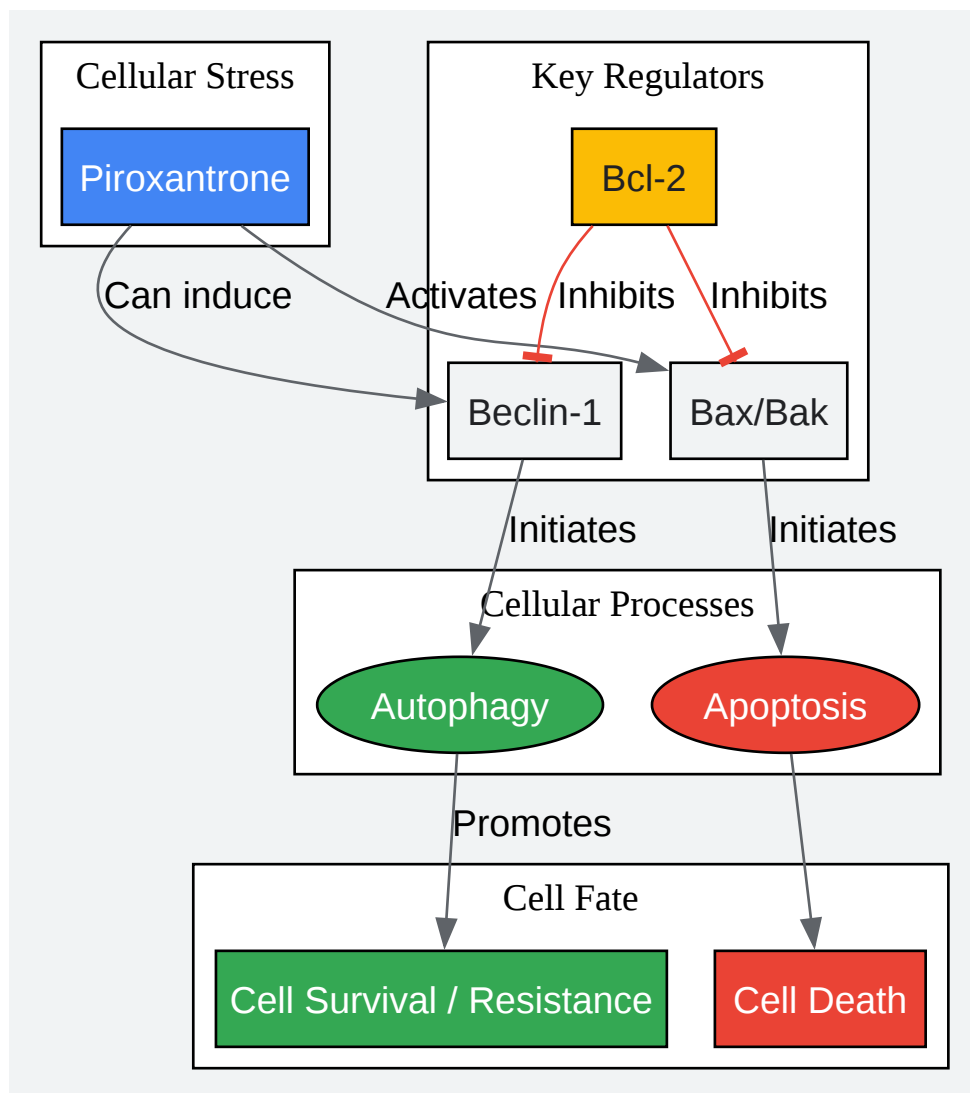 Cellular Stress
Key Regulators
Piroxantrone
Bcl-2
Can induce
Activates
Inhibits
Inhibits
Beclin-1
Bax/Bak
Initiates
Initiates
Cellular Processes
Autophagy
Apoptosis
Promotes
Cell Fate
Cell Survival / Resistance
Cell Death